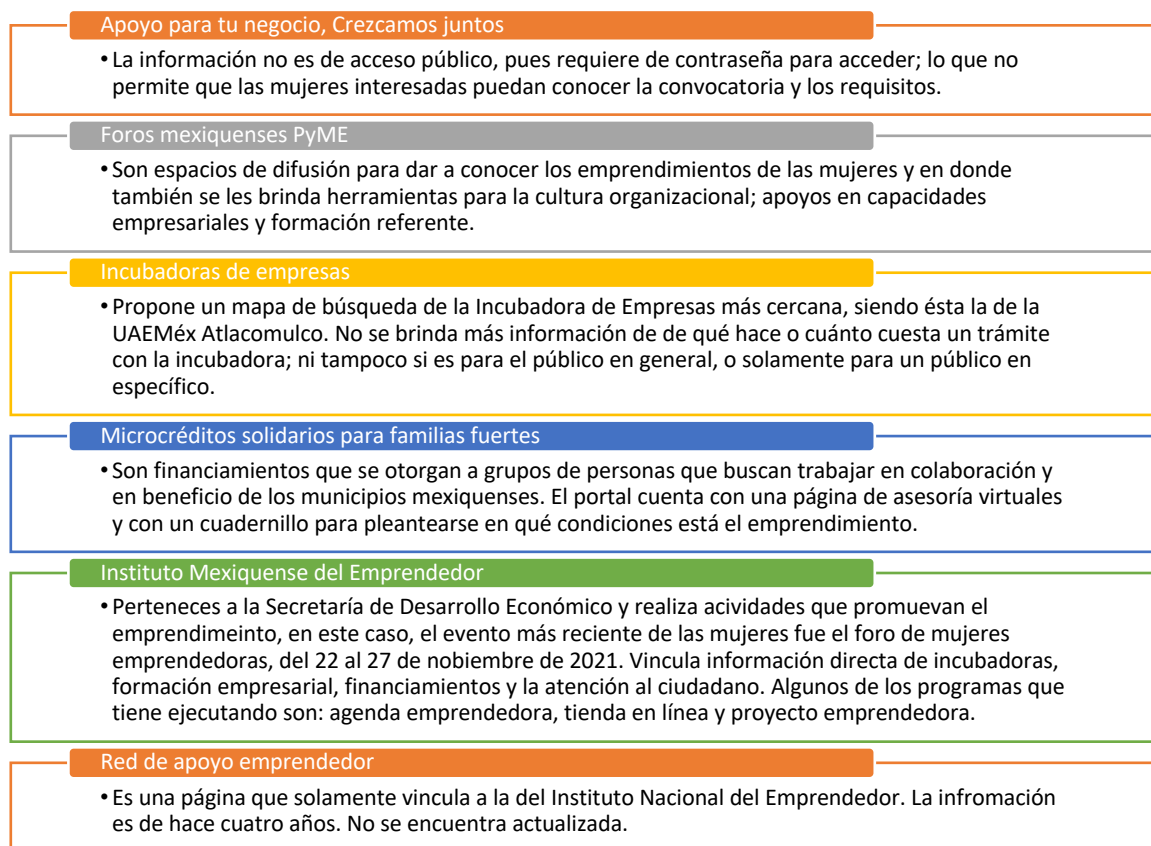 Apoyo para tu negocio, Crezcamos juntos
• La información no es de acceso público, pues requiere de contraseña para acceder; lo que no
permite que las mujeres interesadas puedan conocer la convocatoria y los requisitos.
Foros mexiquenses PyME
• Son espacios de difusión para dar a conocer los emprendimientos de las mujeres y en donde
también se les brinda herramientas para la cultura organizacional; apoyos en capacidades
empresariales y formación referente.
Incubadoras de empresas
• Propone un mapa de búsqueda de la Incubadora de Empresas más cercana, siendo ésta la de la
UAEMéx Atlacomulco. No se brinda más información de de qué hace o cuánto cuesta un trámite
con la incubadora; ni tampoco si es para el público en general, o solamente para un público en
específico.
Microcréditos solidarios para familias fuertes
• Son financiamientos que se otorgan a grupos de personas que buscan trabajar en colaboración y
en beneficio de los municipios mexiquenses. El portal cuenta con una página de asesoría virtuales
y con un cuadernillo para pleantearse en qué condiciones está el emprendimiento.
Instituto Mexiquense del Emprendedor
• Perteneces a la Secretaría de Desarrollo Económico y realiza acividades que promuevan el
emprendimeinto, en este caso, el evento más reciente de las mujeres fue el foro de mujeres
emprendedoras, del 22 al 27 de nobiembre de 2021. Vincula información directa de incubadoras,
formación empresarial, financiamientos y la atención al ciudadano. Algunos de los programas que
tiene ejecutando son: agenda emprendedora, tienda en línea y proyecto emprendedora.
Red de apoyo emprendedor
• Es una página que solamente vincula a la del Instituto Nacional del Emprendedor. La infromación
es de hace cuatro años. No se encuentra actualizada.